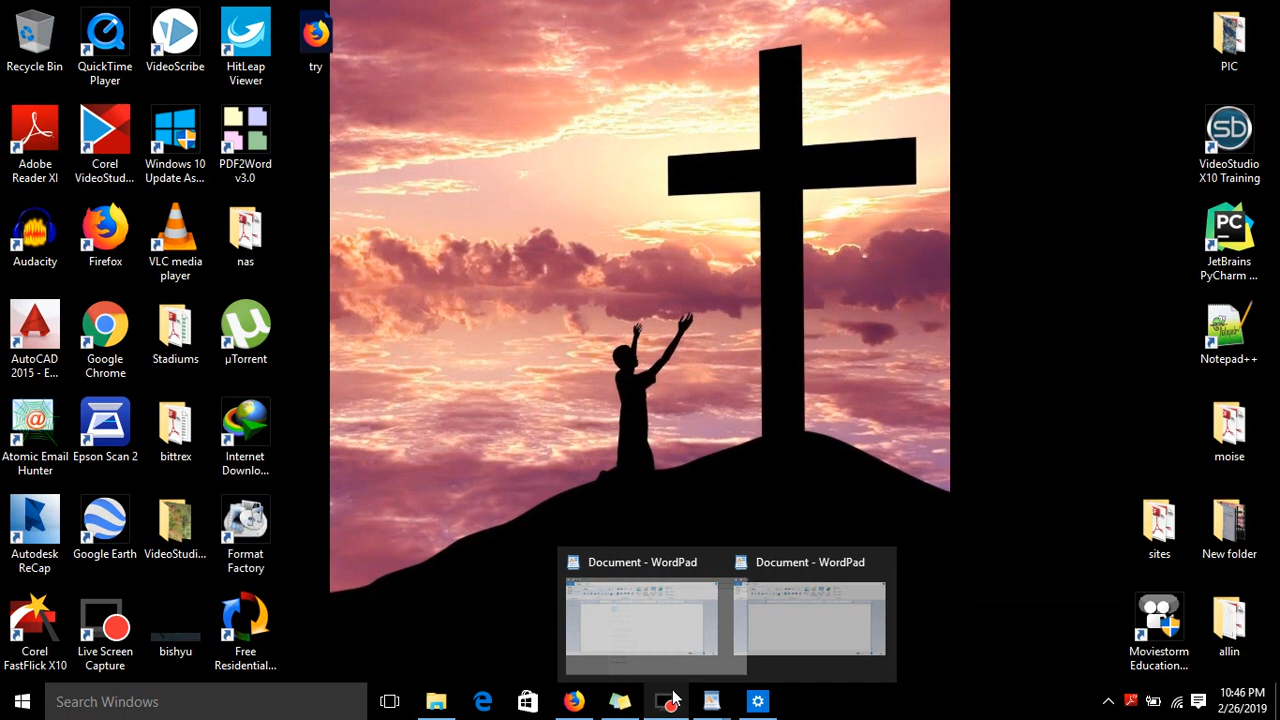 Recycle Bin
QuickTime Player
VideoScribe
HitLeap Viewer
try
Adobe Reader XI
Corel VideoStud...
Windows 10 Update As...
PDF2Word v3.0
Audacity
Firefox
VLC media player
nas
AutoCAD 2015 - E...
Google Chrome
Stadiums
µTorrent
Atomic Email Hunter
Epson Scan 2
bittrex
Internet Downlo...
Autodesk ReCap
Google Earth
VideoStudi...
Format Factory
Corel FastFlick X10
Live Screen Capture
bishyu
Free Residential...
PIC
VideoStudio X10 Training
JetBrains PyCharm ...
Notepad++
moise
sites
New folder
Moviestorm Education...
allin
Document - WordPad
Document - WordPad
Search Windows
10:46 PM
2/26/2019